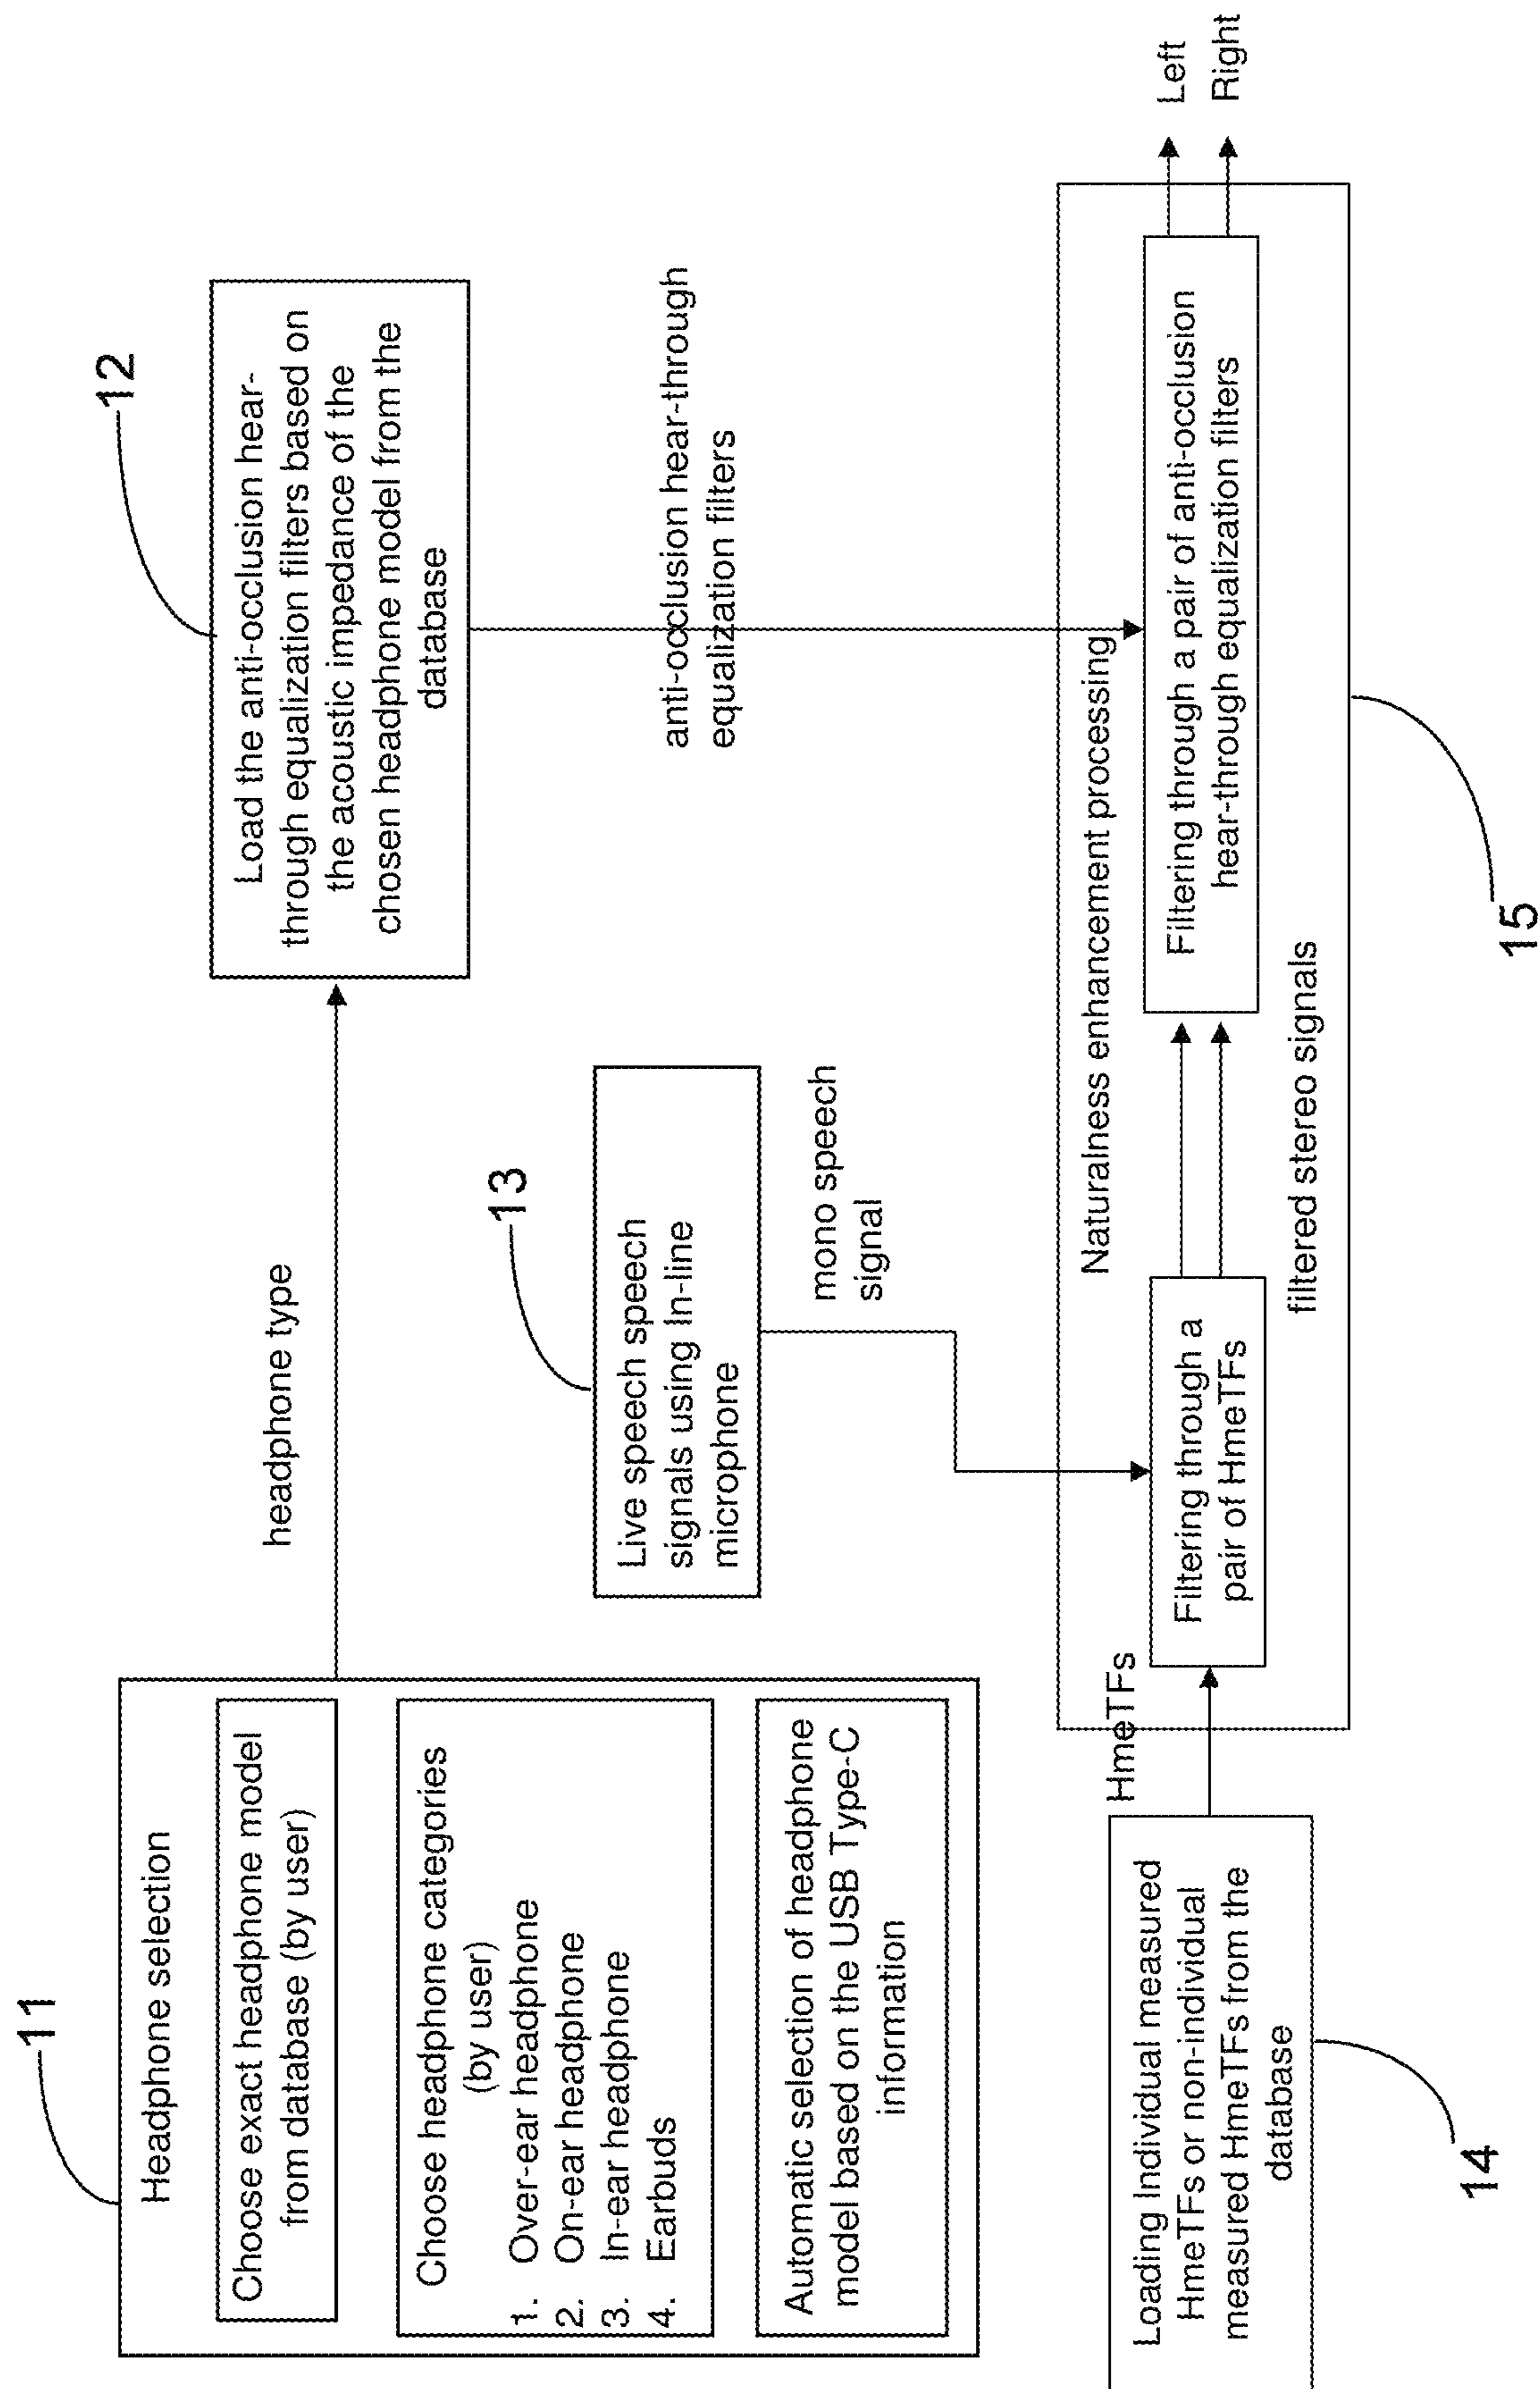 11
Headphone selection
Choose exact headphone model
from database (by user)
Choose headphone categories
(by user)
1. Over-ear headphone
2. On-ear headphone
3. In-ear headphone
4. Earbuds
Automatic selection of headphone
model based on the USB Type-C
information
headphone type
12
Load the anti-occlusion hear-
through equalization filters based on
the acoustic impedance of the
chosen headphone model from the
database
anti-occlusion hear-through
equalization filters
13
Live speech speech
signals using In-line
microphone
mono speech
signal
14
Loading Individual measured
HmeTFs or non-individual
measured HmeTFs from the
database
HmeTFs
Naturalness enhancement processing
Filtering through a
pair of HmeTFs
filtered stereo signals
Filtering through a pair of anti-occlusion
hear-through equalization filters
15
Left
Right